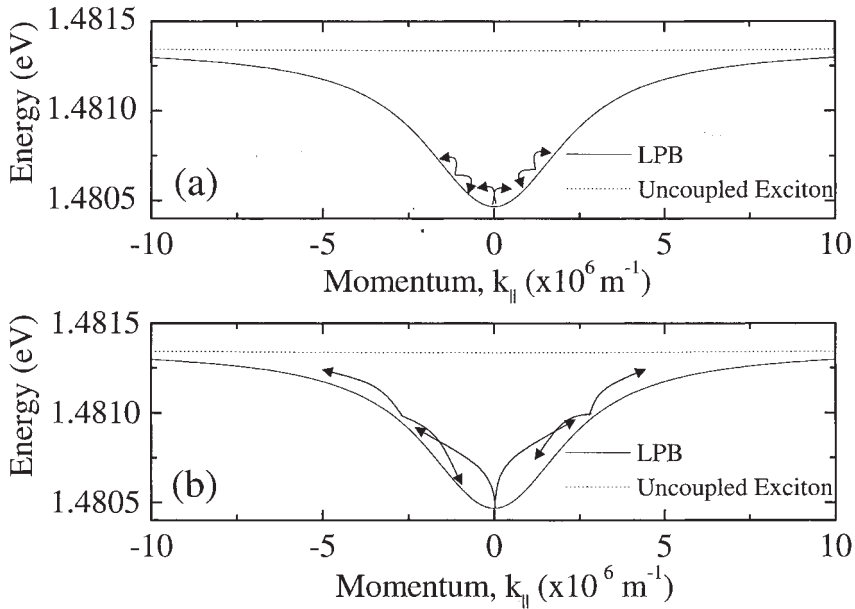 1.4815
1.4810
1.4805
Energy (eV)
(a)
LPB
Uncoupled Exciton
-10 -5 0 5 10
Momentum, k∥ (x10⁶ m⁻¹)
1.4815
1.4810
1.4805
Energy (eV)
(b)
LPB
Uncoupled Exciton
-10 -5 0 5 10
Momentum, k∥ (x10⁶ m⁻¹)